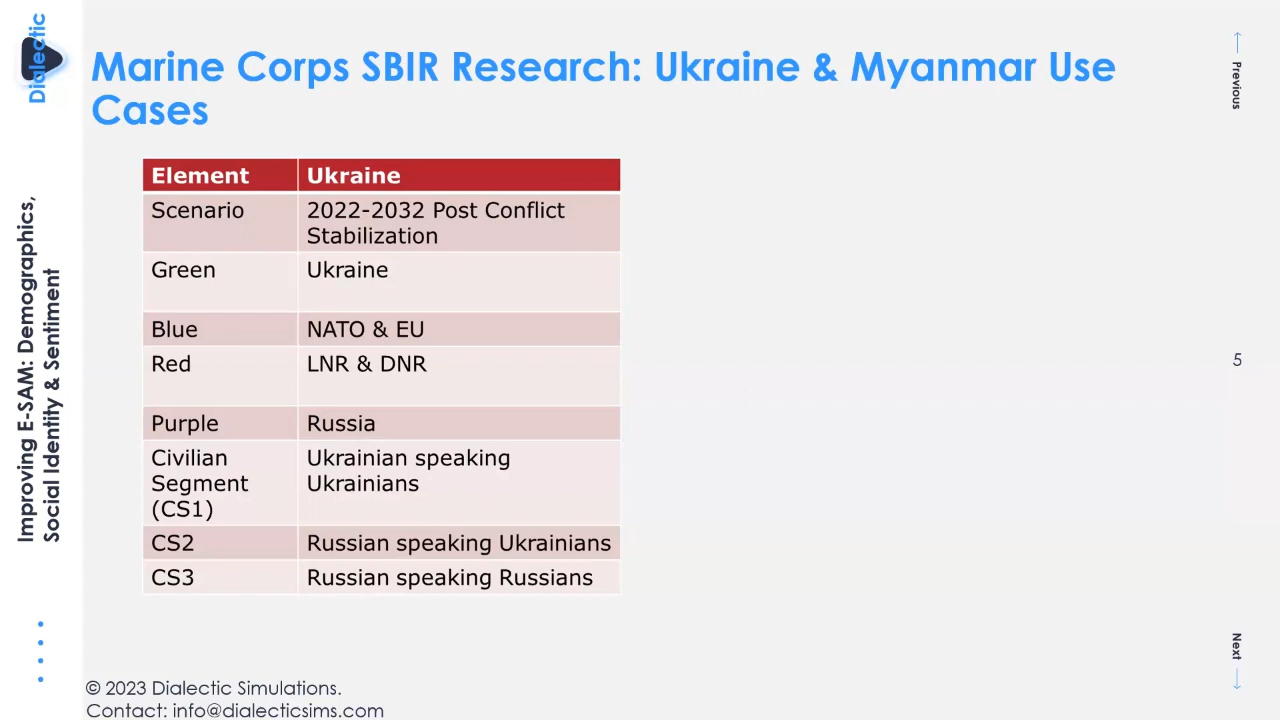 Dialectic
Improving E-SAM: Demographics,
Social Identity & Sentiment
Marine Corps SBIR Research: Ukraine & Myanmar Use
Cases
Element Ukraine
Scenario 2022-2032 Post Conflict
Stabilization
Green Ukraine
Blue NATO & EU
Red LNR & DNR
Purple Russia
Civilian Ukrainian speaking
Segment Ukrainians
(CS1)
CS2 Russian speaking Ukrainians
CS3 Russian speaking Russians
Previous
5
Next
© 2023 Dialectic Simulations.
Contact: info@dialecticsims.com